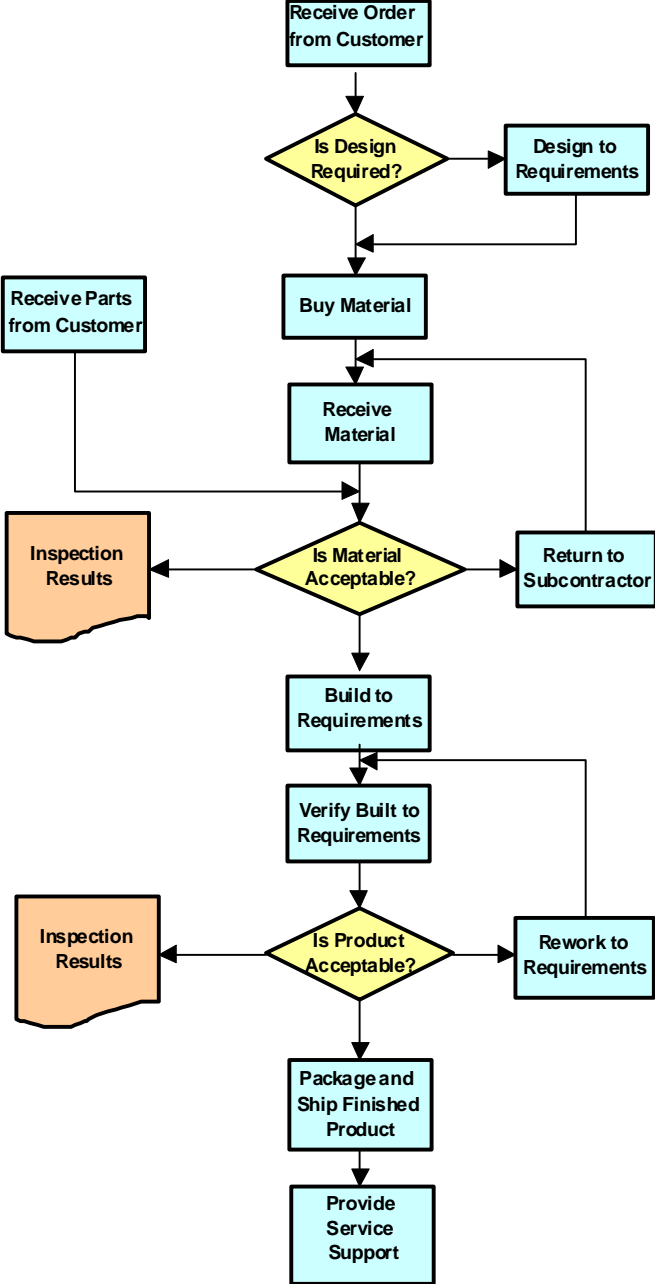 Receive Order
from Customer
Is Design
Required?
Design to
Requirements
Receive Parts
from Customer
Buy Material
Receive
Material
Inspection
Results
Is Material
Acceptable?
Return to
Subcontractor
Build to
Requirements
Verify Built to
Requirements
Inspection
Results
Is Product
Acceptable?
Rework to
Requirements
Package and
Ship Finished
Product
Provide
Service
Support